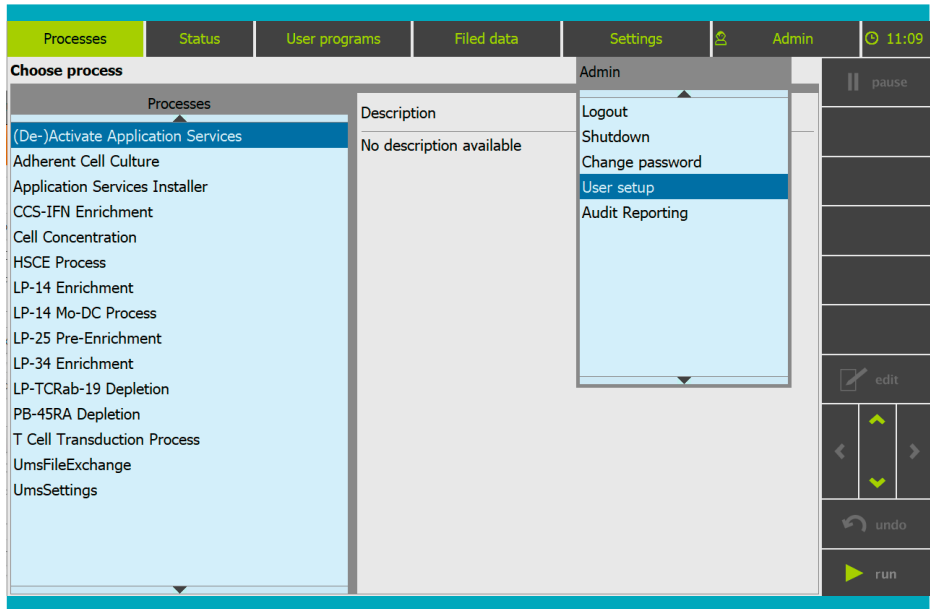 Processes
Status
User programs
Filed data
Settings
Admin
11:09
Choose process
Processes
(De-)Activate Application Services
Adherent Cell Culture
Application Services Installer
CCS-IFN Enrichment
Cell Concentration
HSCE Process
LP-14 Enrichment
LP-14 Mo-DC Process
LP-25 Pre-Enrichment
LP-34 Enrichment
LP-TCRab-19 Depletion
PB-45RA Depletion
T Cell Transduction Process
UmsFileExchange
UmsSettings
Description
No description available
Admin
Logout
Shutdown
Change password
User setup
Audit Reporting
pause
edit
undo
run